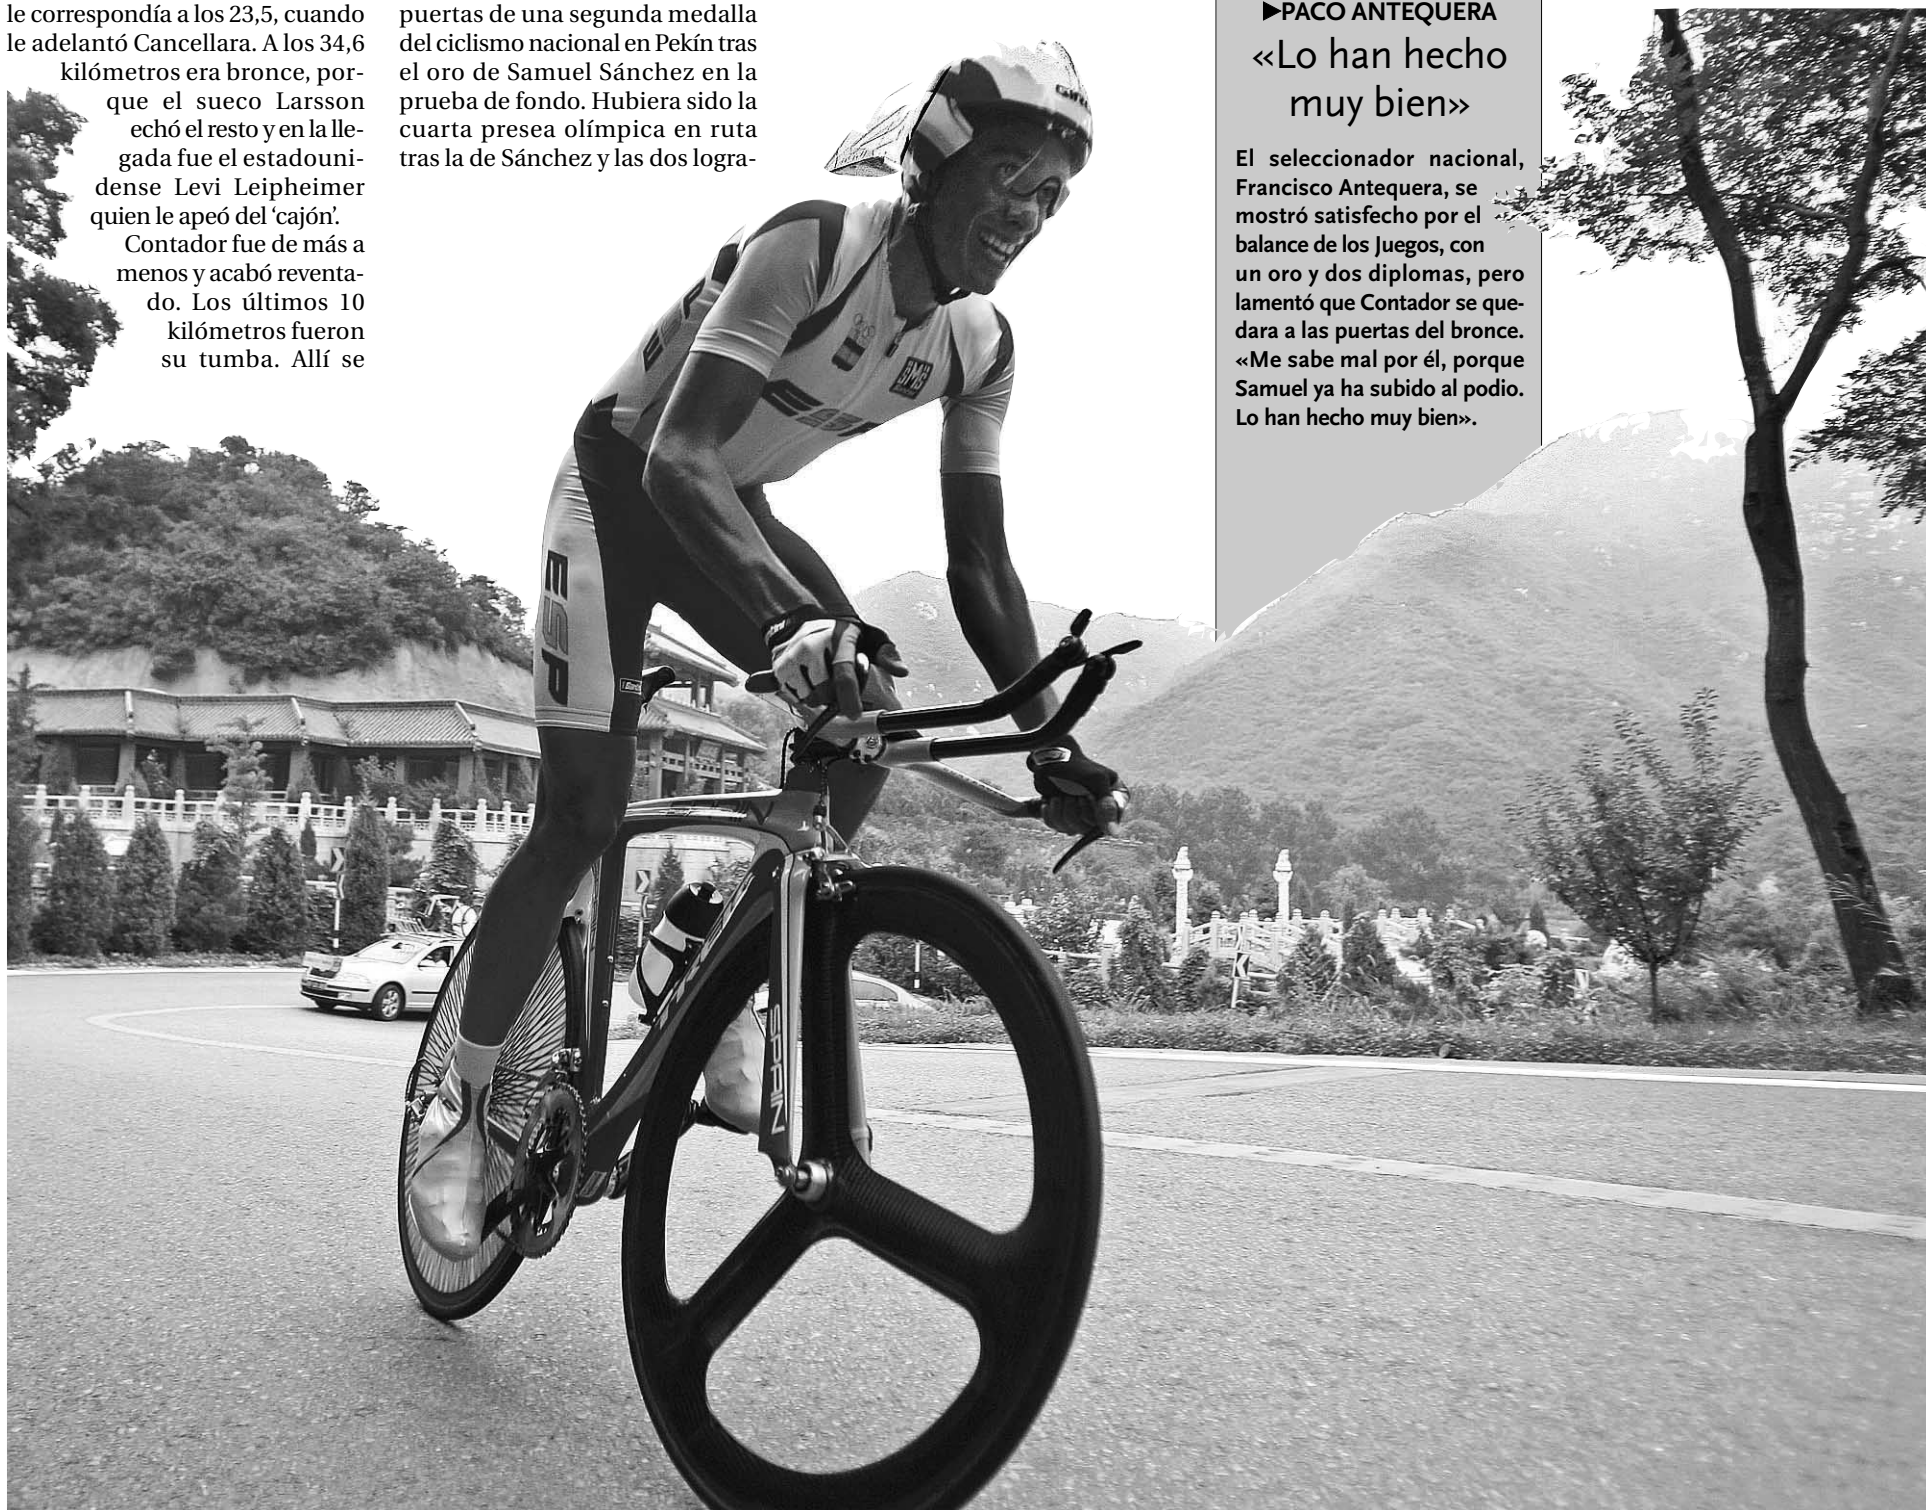 le correspondía a los 23,5, cuando
le adelantó Cancellara. A los 34,6
kilómetros era bronce, por-
que el sueco Larsson
echó el resto y en la lle-
gada fue el estadouni-
dense Levi Leipheimer
quien le apeó del ‘cajón’.
Contador fue de más a
menos y acabó reventa-
do. Los últimos 10
kilómetros fueron
su tumba. Allí se
puertas de una segunda medalla
del ciclismo nacional en Pekín tras
el oro de Samuel Sánchez en la
prueba de fondo. Hubiera sido la
cuarta presea olímpica en ruta
tras la de Sánchez y las dos logra-
▶PACO ANTEQUERA
«Lo han hecho
muy bien»
El seleccionador nacional,
Francisco Antequera, se
mostró satisfecho por el
balance de los Juegos, con
un oro y dos diplomas, pero
lamentó que Contador se que-
dara a las puertas del bronce.
«Me sabe mal por él, porque
Samuel ya ha subido al podio.
Lo han hecho muy bien».
SMS
ESP
ESP
SPAIN